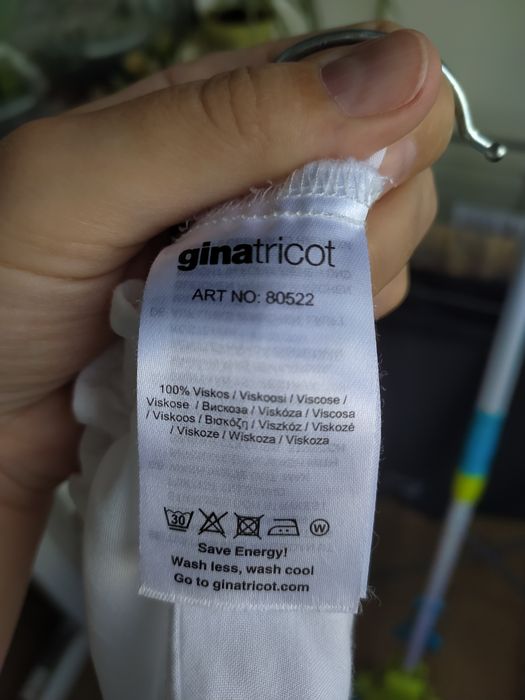 ginatricot
ART NO: 80522
100% Viskos / Viskoosi / Viscose /
Viskose / Вискоза / Viskóza / Viscosa
/ Viskoos / Βισκόζη / Viszkóz / Viskozė
/ Viskoze / Wiskoza / Viskoza
30
W
Save Energy!
Wash less, wash cool
Go to ginatricot.com